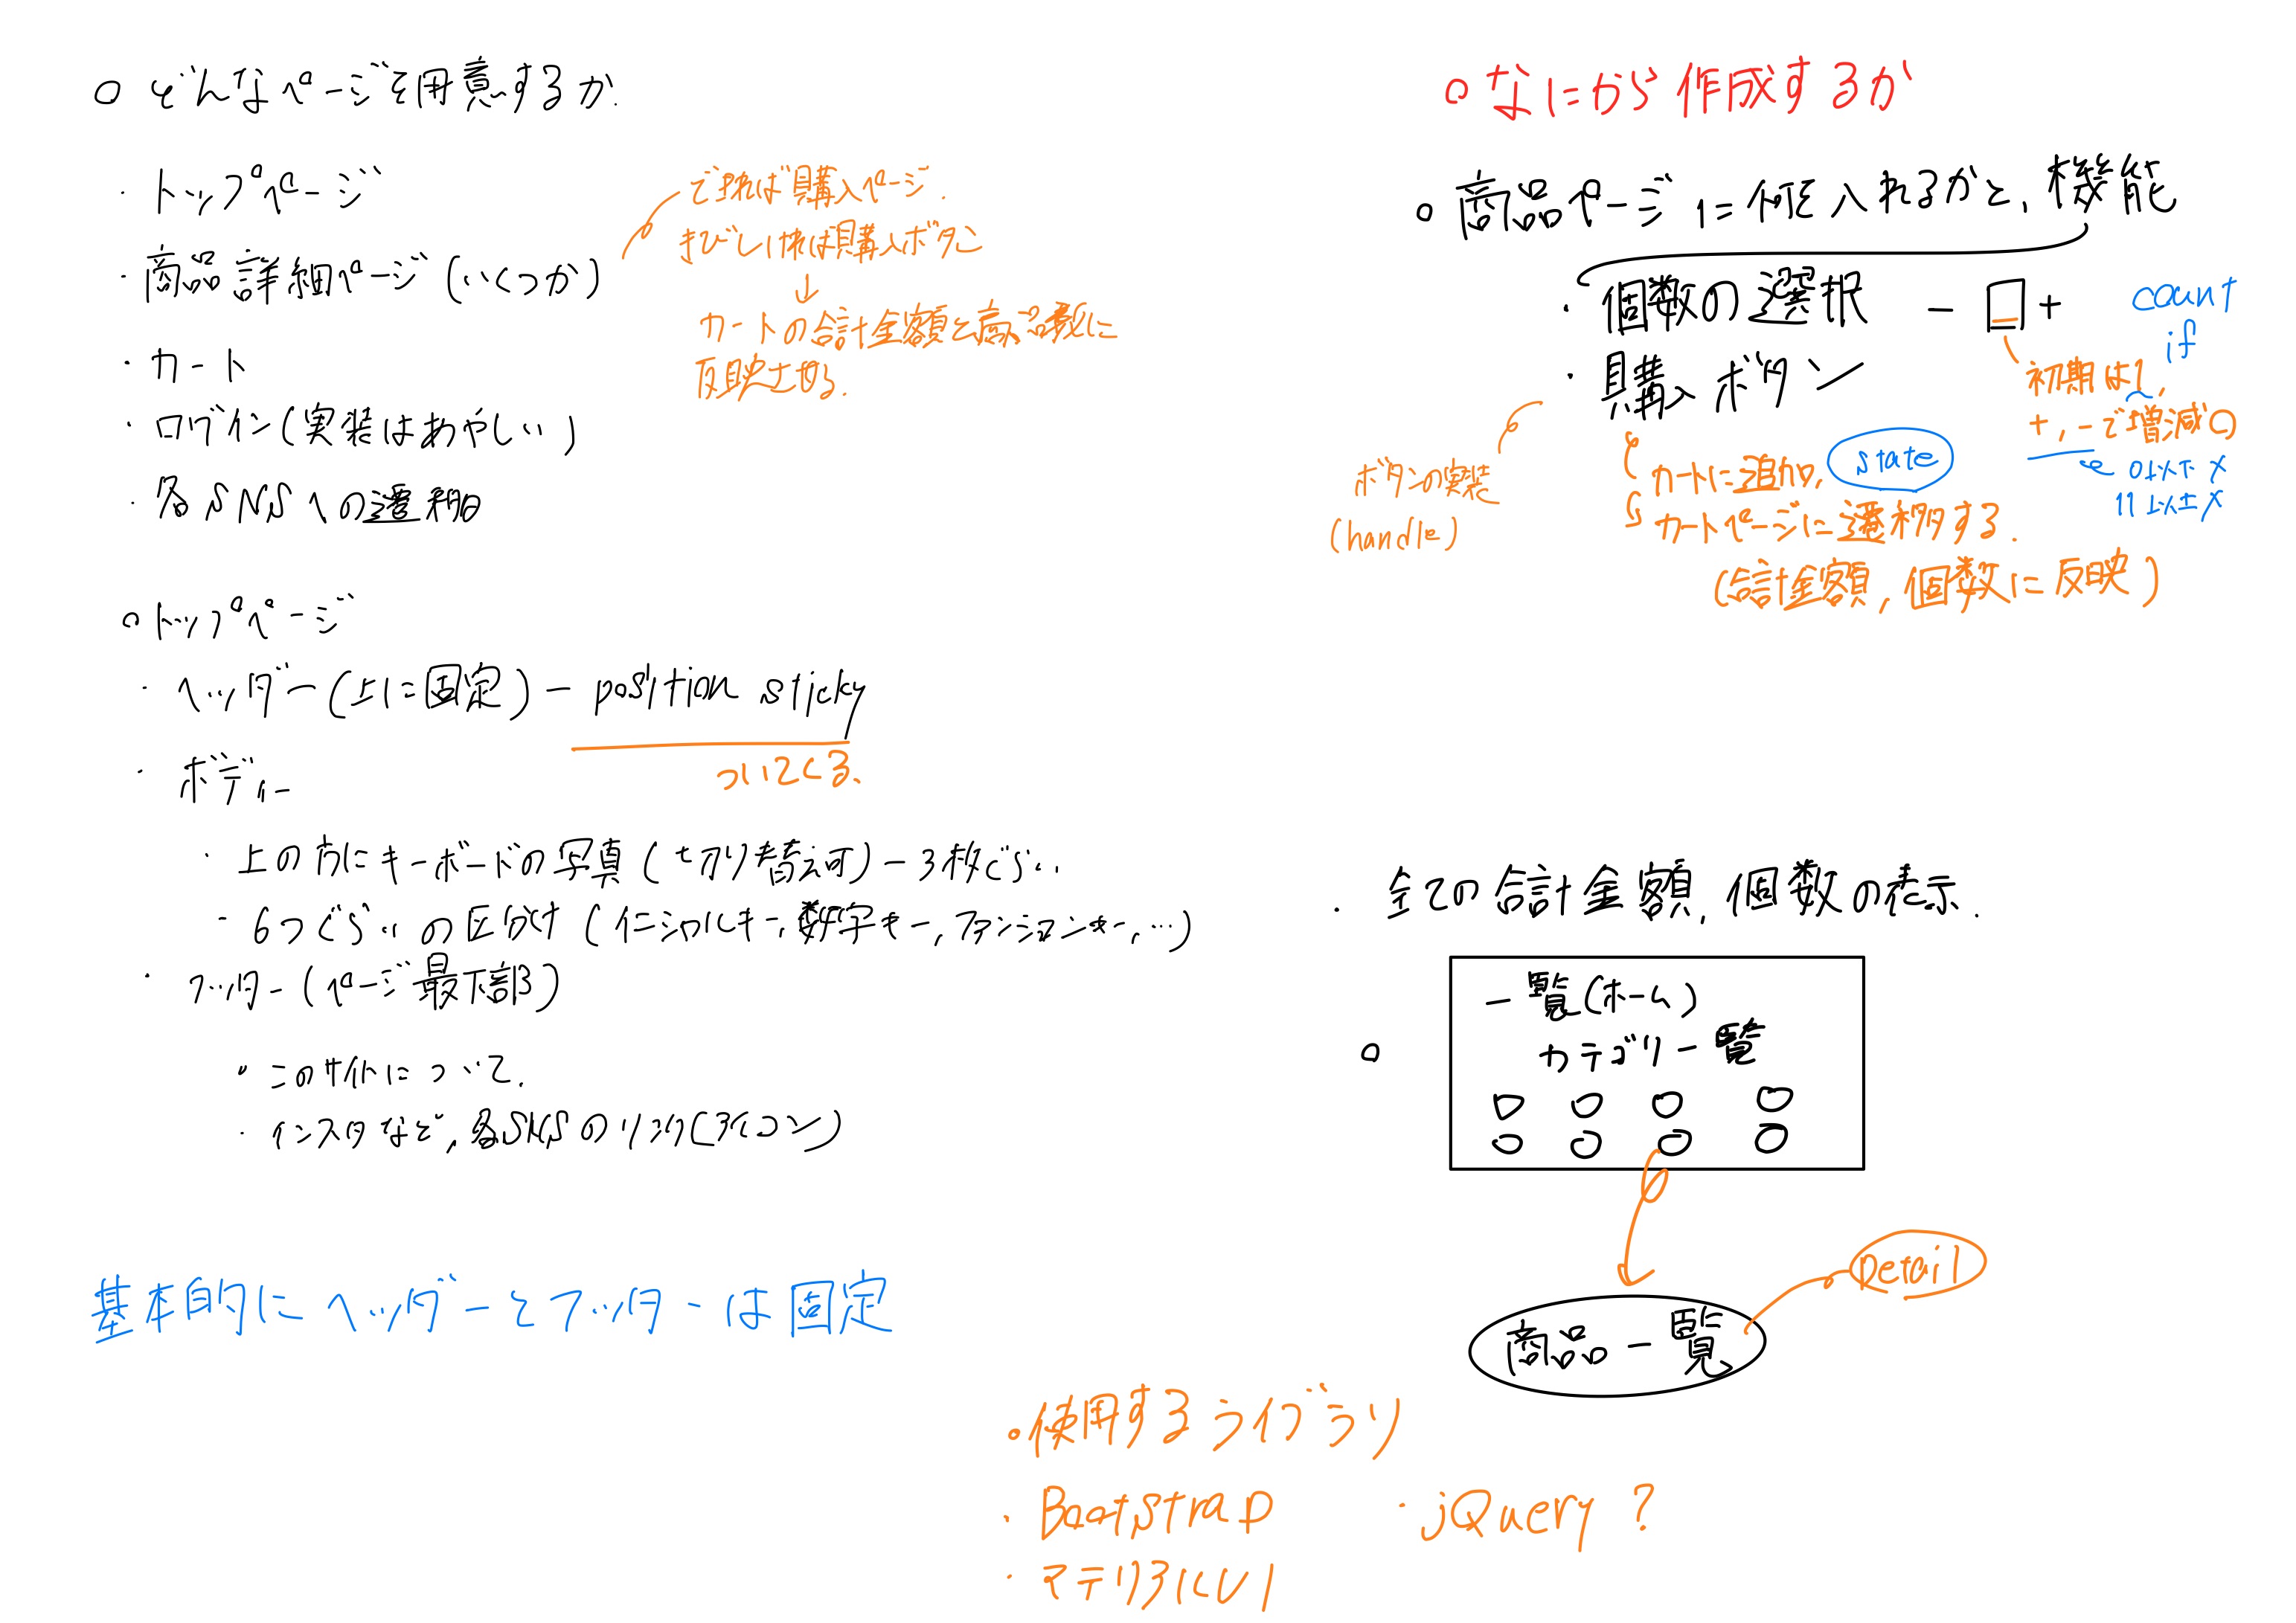 ○ どんなページを用意するか.
・トップページ
・商品詳細ページ (いくつか)
できれば購入ページ.
きびしければ購入ボタン
↓
カートの合計金額と商品数に
反映させる.
・カート
・ログイン(実装はあやしい)
・各SNSへの遷移
○トップページ
・ヘッダー(上に固定) - position sticky
ついてくる.
・ボディー
・上の方にキーボードの写真(切り替え可) - 3枚ぐらい
・6つぐらいの区分け (イニシャルキー, 数字キー, ファンションキー, …)
・フッター (ページ最下部)
・このサイトについて.
・インスタなど, 各SNSのリンク(アイコン)
基本的にヘッダーとフッターは固定
○なにから作成するか
○商品ページに何を入れるかと, 機能
・個数の選択 - □ +
count
if
初期は1,
+, -で増減○
0以下 ×
11以上×
・購入ボタン
ボタンの実装
(handle)
カートに追加,
state
カートページに遷移する.
(合計金額, 個数に反映)
・全ての合計金額, 個数の表示.
○
一覧(ホーム)
カテゴリ一覧
商品一覧
Detail
○使用するライブラリ
・Bootstrap
・jQuery ?
・マテリアルUI